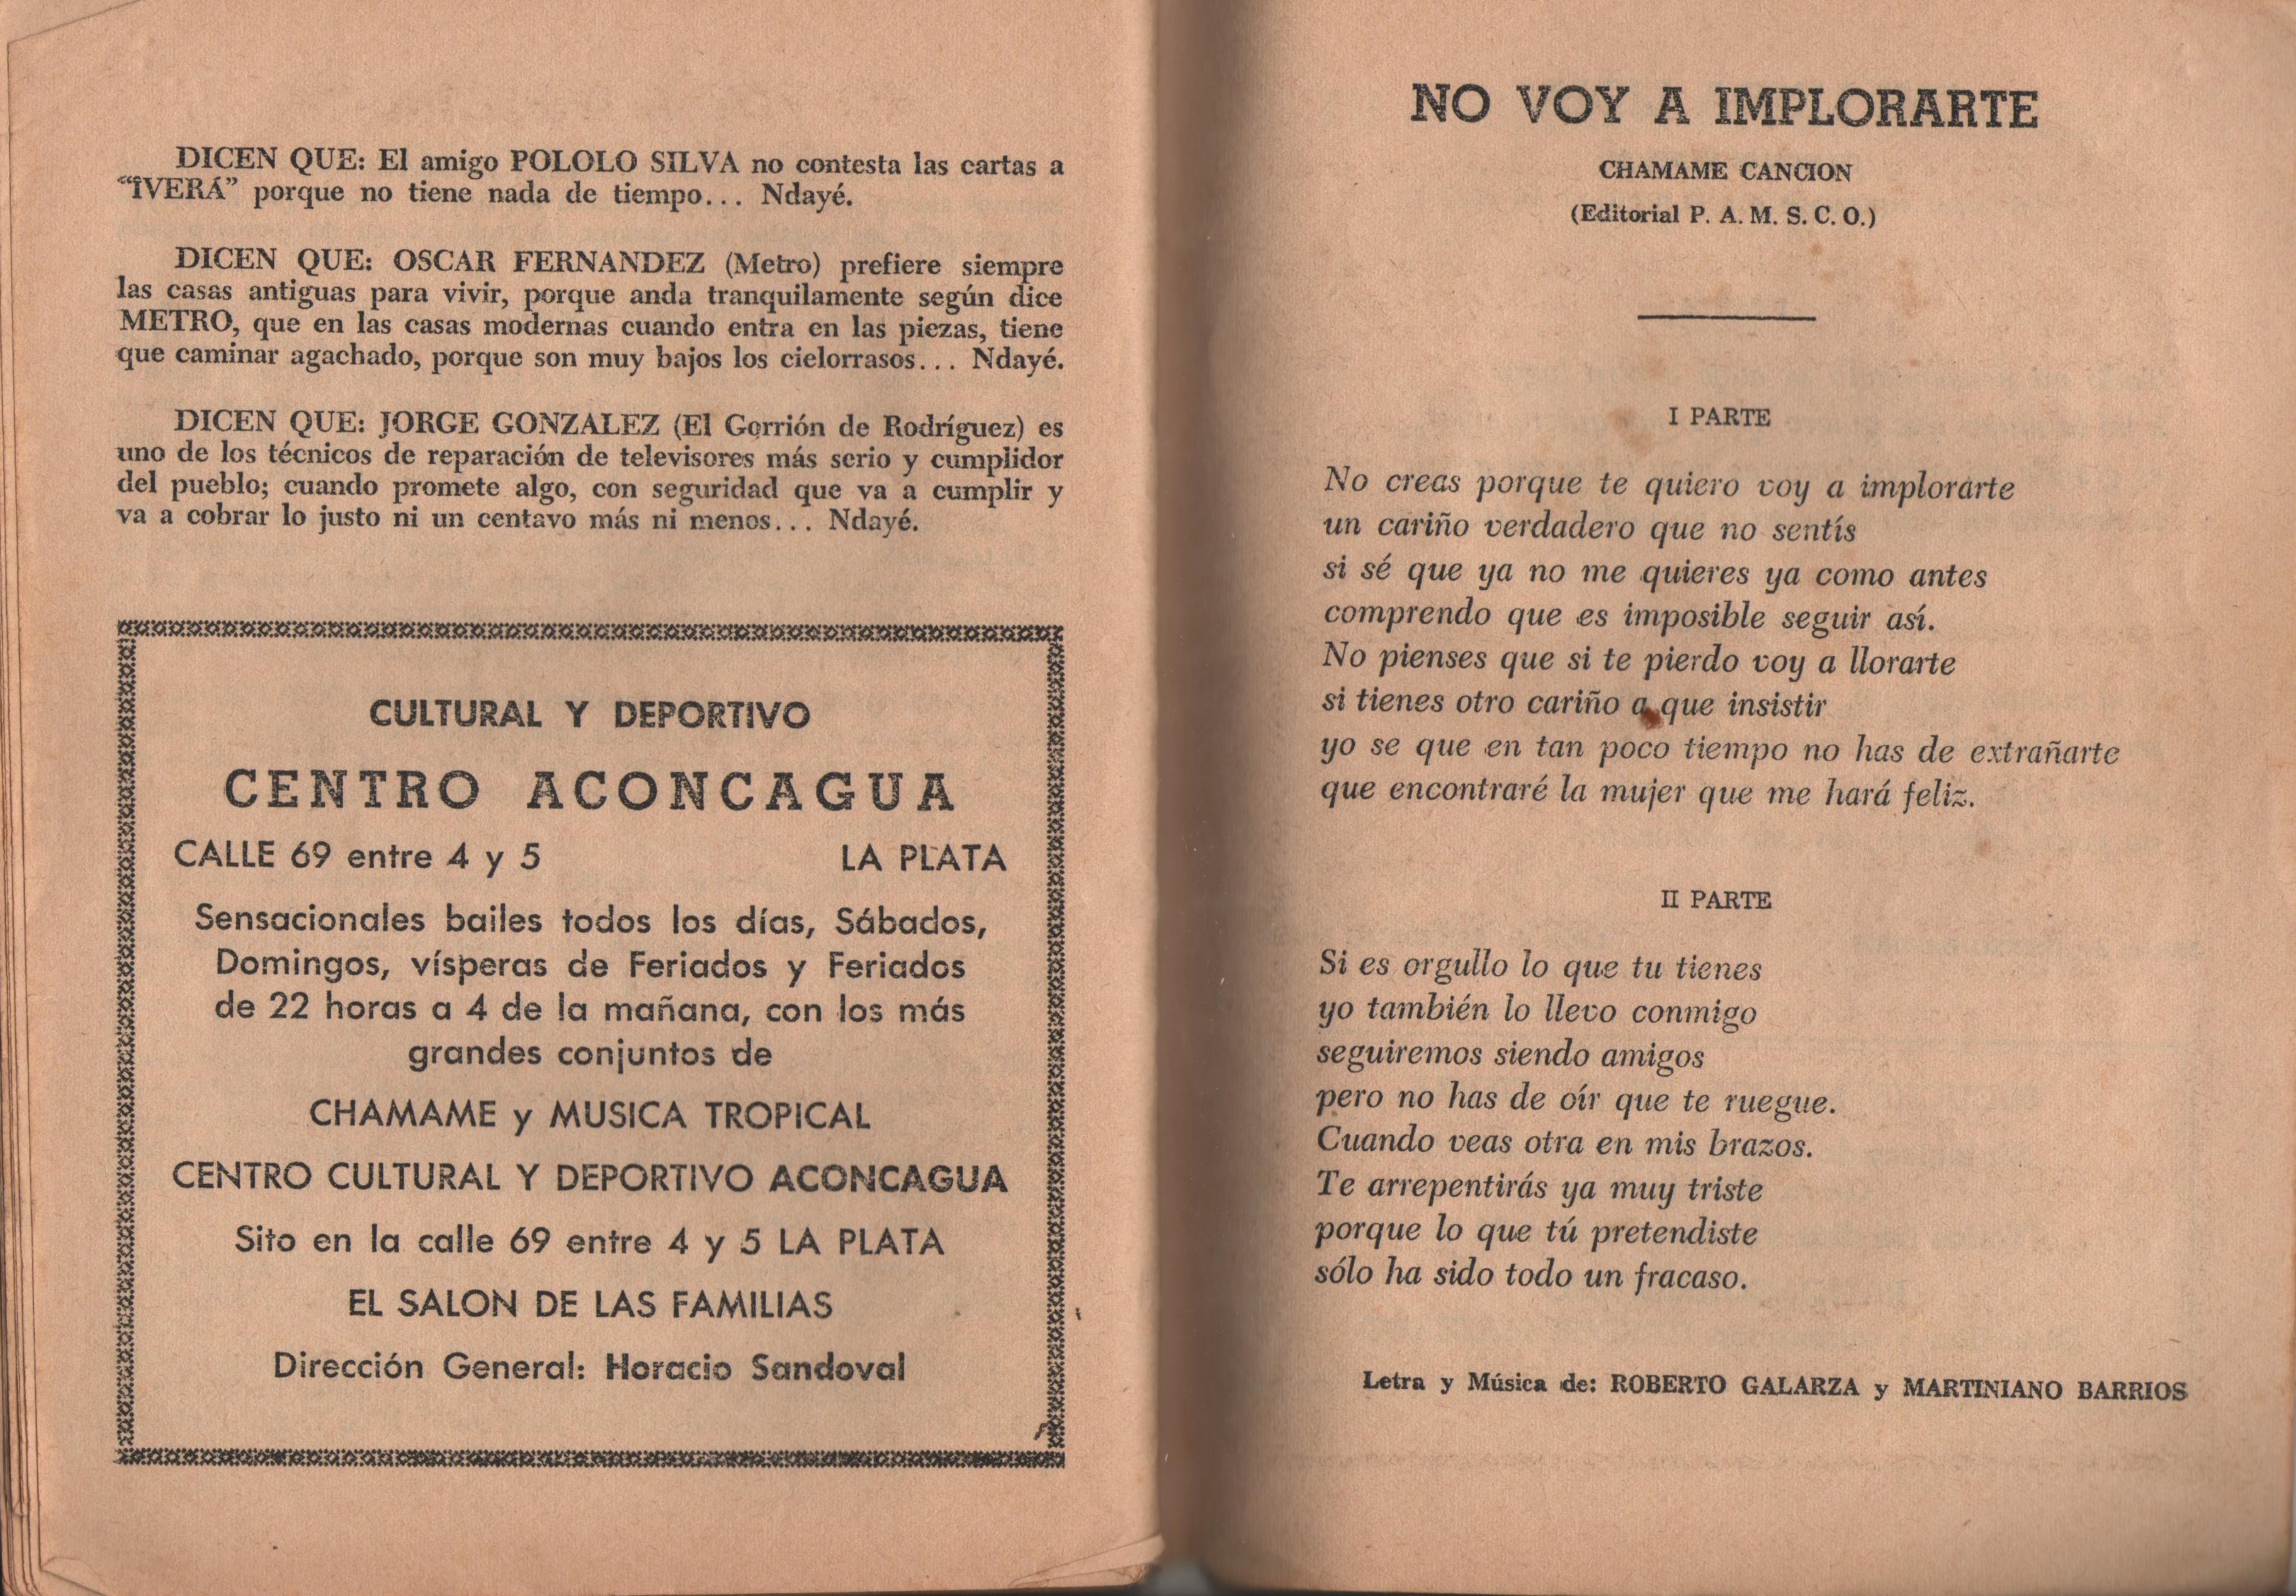 DICEN QUE: El amigo POLOLO SILVA no contesta las cartas a
"ÎVERÁ" porque no tiene nada de tiempo... Ndayé.
DICEN QUE: OSCAR FERNANDEZ (Metro) prefiere siempre
las casas antiguas para vivir, porque anda tranquilamente según dice
METRO, que en las casas modernas cuando entra en las piezas, tiene
que caminar agachado, porque son muy bajos los cielorrasos... Ndayé.
DICEN QUE: JORGE GONZALEZ (El Gorrión de Rodríguez) es
uno de los técnicos de reparación de televisores más serio y cumplidor
del pueblo; cuando promete algo, con seguridad que va a cumplir y
va a cobrar lo justo ni un centavo más ni menos... Ndayé.
CULTURAL Y DEPORTIVO
CENTRO ACONCAGUA
CALLE 69 entre 4 y 5 LA PLATA
Sensacionales bailes todos los días, Sábados,
Domingos, vísperas de Feriados y Feriados
de 22 horas a 4 de la mañana, con los más
grandes conjuntos de
CHAMAME y MUSICA TROPICAL
CENTRO CULTURAL Y DEPORTIVO ACONCAGUA
Sito en la calle 69 entre 4 y 5 LA PLATA
EL SALON DE LAS FAMILIAS
Dirección General: Horacio Sandoval
NO VOY A IMPLORARTE
CHAMAME CANCION
(Editorial P. A. M. S. C. O.)
I PARTE
No creas porque te quiero voy a implorarte
un cariño verdadero que no sentís
si sé que ya no me quieres ya como antes
comprendo que es imposible seguir así.
No pienses que si te pierdo voy a llorarte
si tienes otro cariño a que insistir
yo se que en tan poco tiempo no has de extrañarte
que encontraré la mujer que me hará feliz.
II PARTE
Si es orgullo lo que tu tienes
yo también lo llevo conmigo
seguiremos siendo amigos
pero no has de oír que te ruegue.
Cuando veas otra en mis brazos.
Te arrepentirás ya muy triste
porque lo que tú pretendiste
sólo ha sido todo un fracaso.
Letra y Música de: ROBERTO GALARZA y MARTINIANO BARRIOS